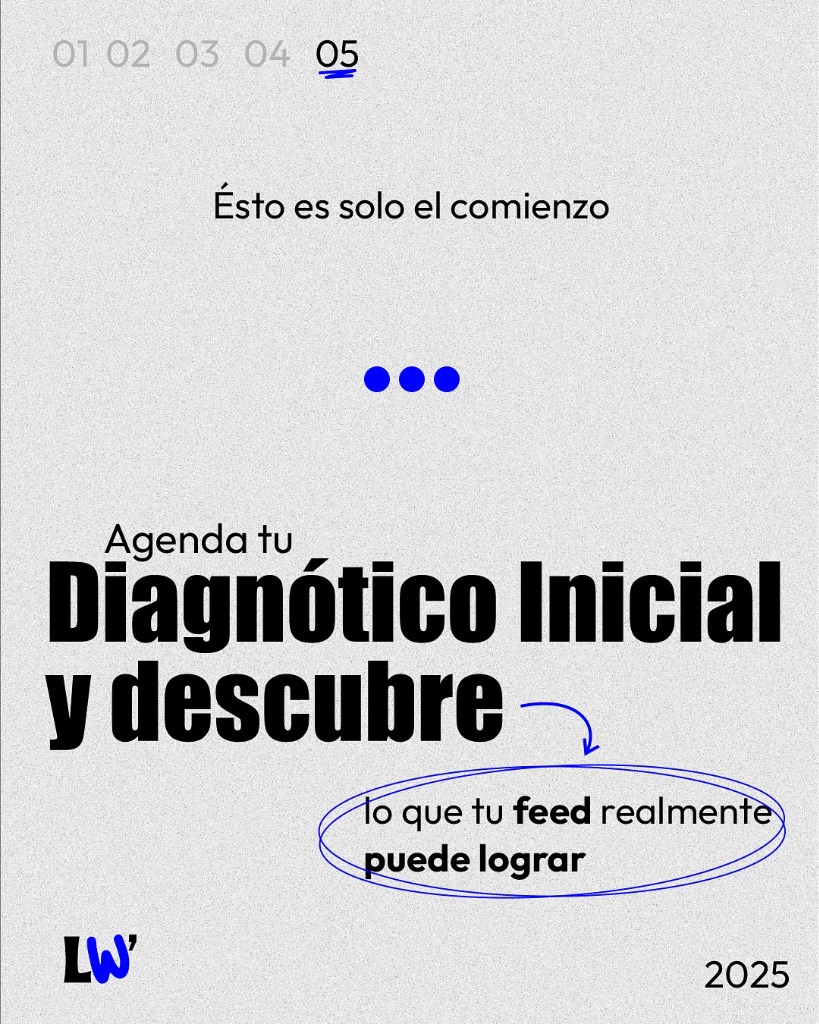 01 02 03 04 05
Ésto es solo el comienzo
Agenda tu
Diagnótico Inicial
y descubre
lo que tu feed realmente
puede lograr
LW’
2025